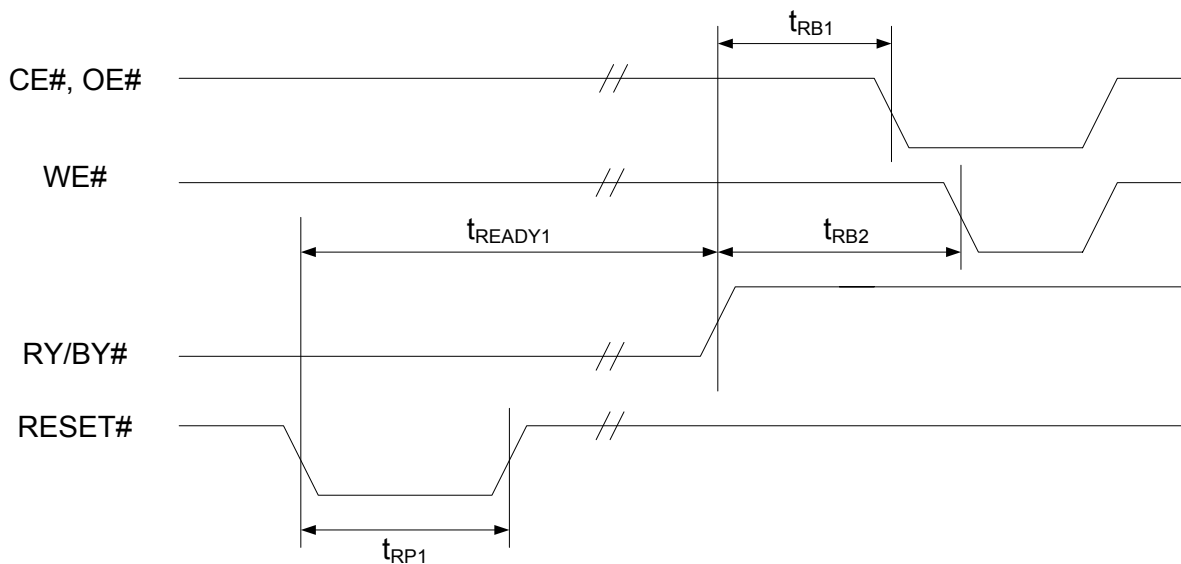 tRB1
CE#, OE#
WE#
tREADY1
tRB2
RY/BY#
RESET#
tRP1